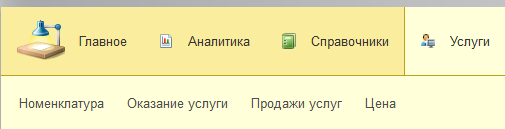 Главное Аналитика Справочники Услуги
Номенклатура Оказание услуги Продажи услуг Цена